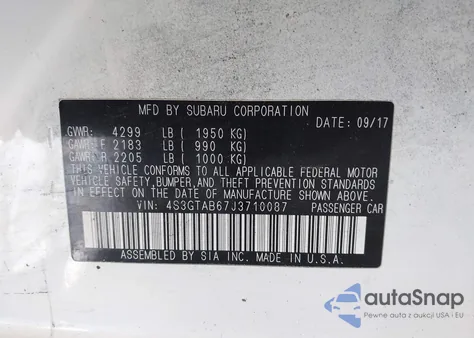 MFD BY SUBARU CORPORATION
DATE: 09/17
GVWR: 4299 LB ( 1950 KG)
GAWR F 2183 LB ( 990 KG)
GAWR R 2205 LB ( 1000 KG)
THIS VEHICLE CONFORMS TO ALL APPLICABLE FEDERAL MOTOR
VEHICLE SAFETY, BUMPER, AND THEFT PREVENTION STANDARDS
IN EFFECT ON THE DATE OF MANUFACTURE SHOWN ABOVE.
VIN: 4S3GTAB67J3710087 PASSENGER CAR
ASSEMBLED BY SIA INC. IN U.S.A.
autoSnap
Pewne auta z aukcji USA i EU